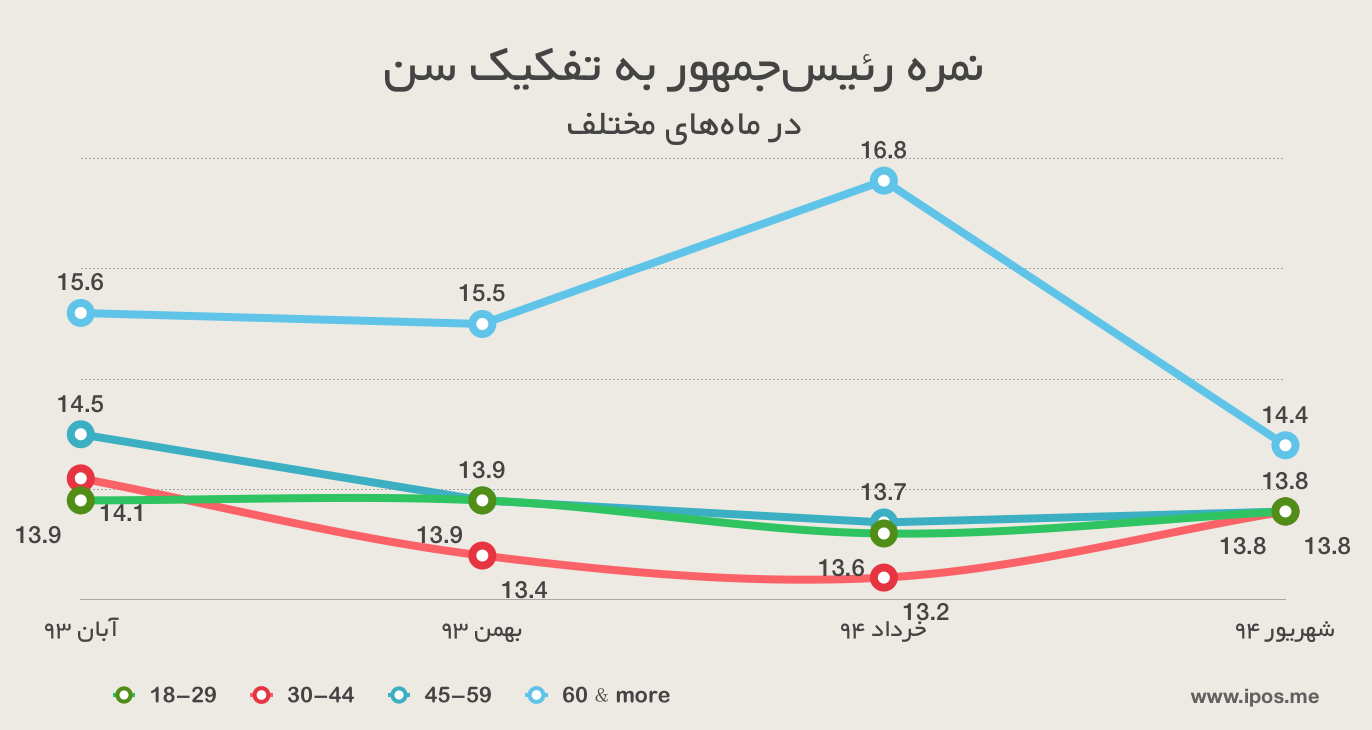 نمره رئیس‌جمهور به تفکیک سن
در ماه‌های مختلف
16.8
15.6
15.5
14.5
14.4
13.9
13.8
13.7
14.1
13.9
13.9
13.8
13.8
13.6
13.4
13.2
آبان ۹۳
بهمن ۹۳
خرداد ۹۴
شهریور ۹۴
18–29
30–44
45–59
60 & more
www.ipos.me